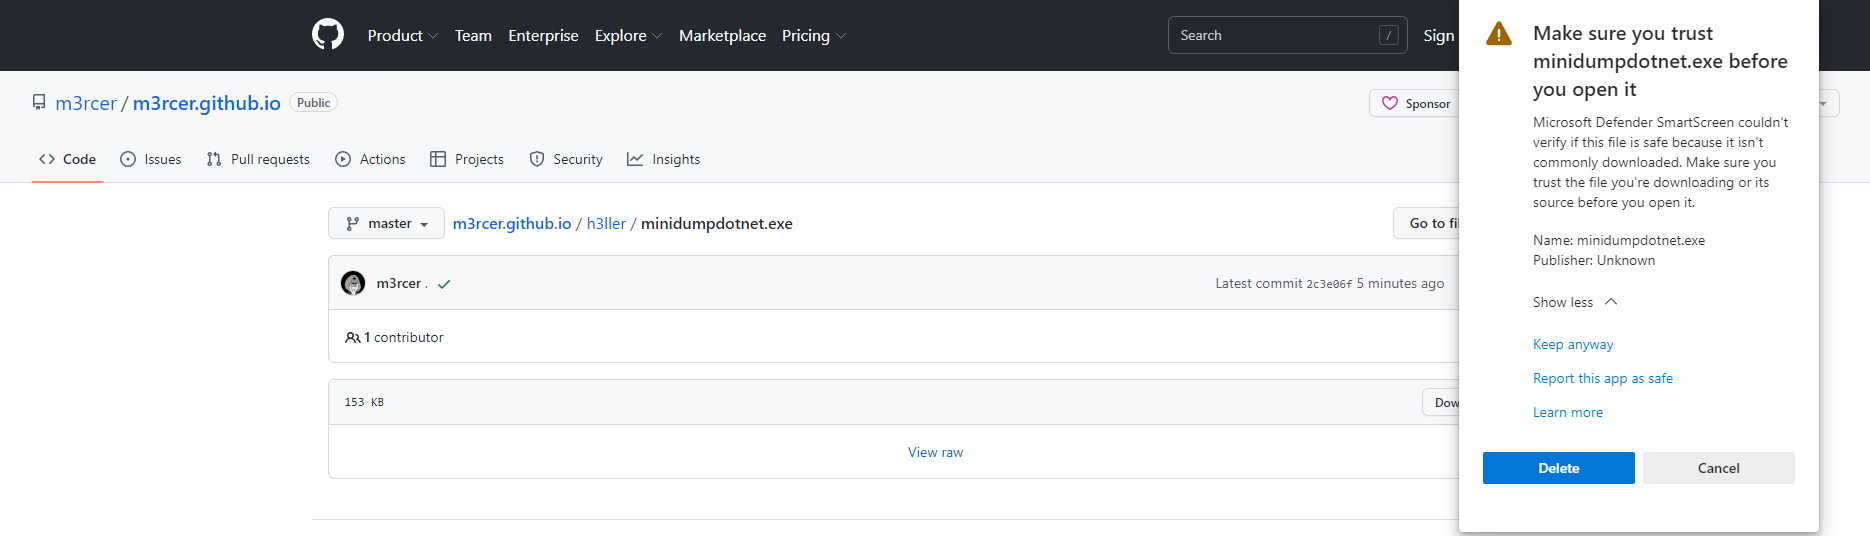 Product Team Enterprise Explore Marketplace Pricing Search / Sign
m3rcer / m3rcer.github.io Public Sponsor
Code Issues Pull requests Actions Projects Security Insights
master m3rcer.github.io / h3ller / minidumpdotnet.exe Go to fil
m3rcer . Latest commit 2c3e06f 5 minutes ago
1 contributor
153 KB Dow
View raw
Make sure you trust
minidumpdotnet.exe before
you open it
Microsoft Defender SmartScreen couldn't
verify if this file is safe because it isn't
commonly downloaded. Make sure you
trust the file you're downloading or its
source before you open it.
Name: minidumpdotnet.exe
Publisher: Unknown
Show less
Keep anyway
Report this app as safe
Learn more
Delete Cancel